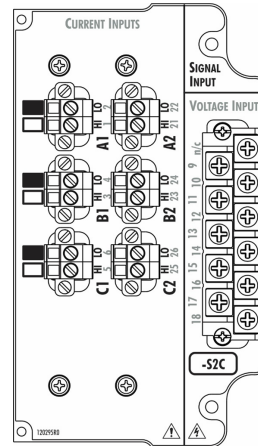 CURRENT INPUTS
LO 2
HI 1
A1
LO 22
HI 21
A2
LO 4
HI 3
B1
LO 24
HI 23
B2
LO 6
HI 5
C1
LO 26
HI 25
C2
120295R0
SIGNAL
INPUT
VOLTAGE INPUT
n/c
9
10
11
12
13
14
15
16
17
18
-S2C